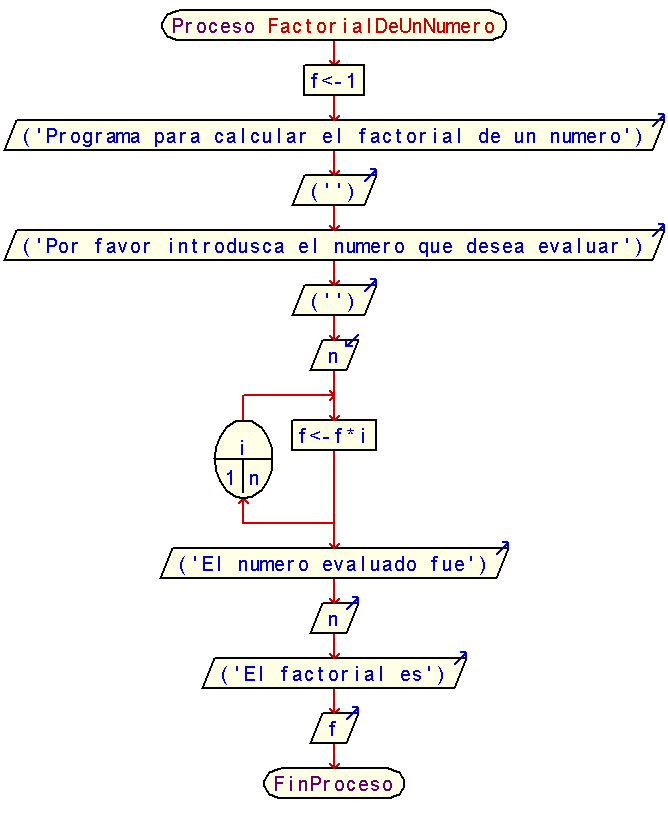 Proceso FactorialDeUnNumero
f<-1
('Programa para calcular el factorial de un numero')
('')
('Por favor introdusca el numero que desea evaluar')
('')
n
f<-f*i
i
1 n
('El numero evaluado fue')
n
('El factorial es')
f
FinProceso